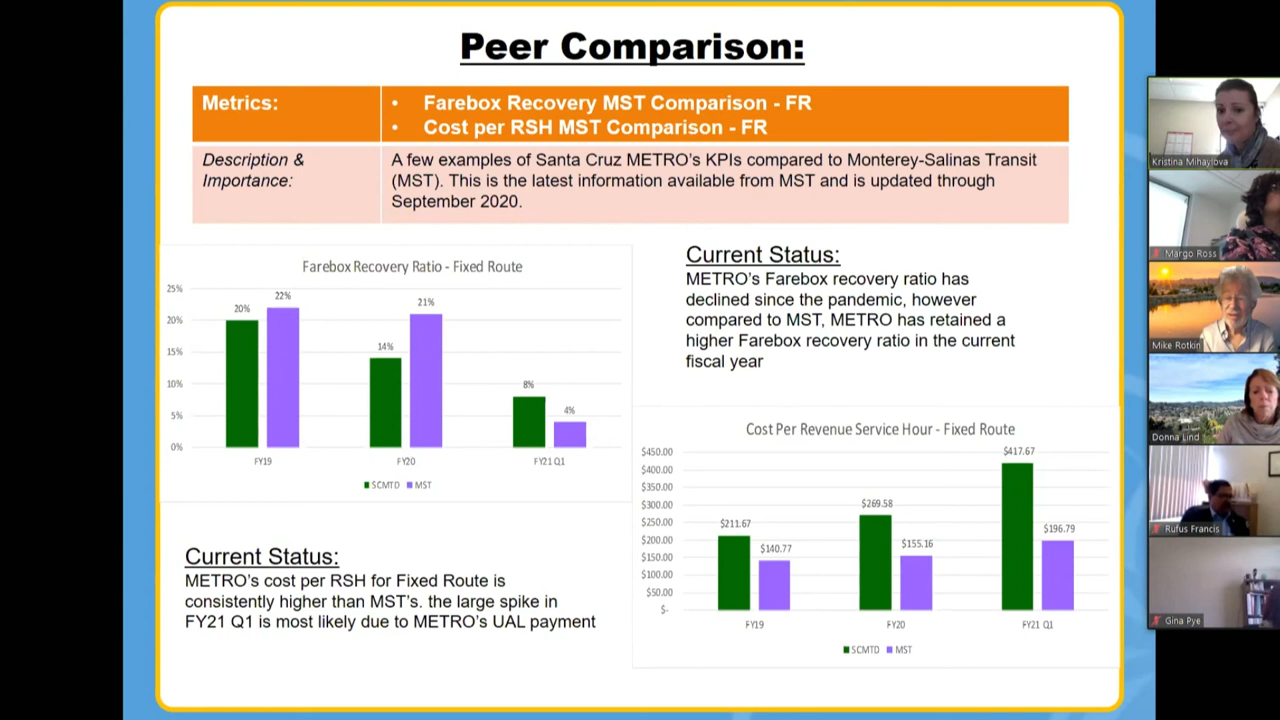 Peer Comparison:
Metrics:
• Farebox Recovery MST Comparison - FR
• Cost per RSH MST Comparison - FR
Description &
Importance:
A few examples of Santa Cruz METRO's KPIs compared to Monterey-Salinas Transit
(MST). This is the latest information available from MST and is updated through
September 2020.
Farebox Recovery Ratio - Fixed Route
25%
20%
15%
10%
5%
0%
20%
22%
14%
21%
8%
4%
FY19
FY20
FY21 Q1
SCMTD MST
Current Status:
METRO's Farebox recovery ratio has
declined since the pandemic, however
compared to MST, METRO has retained a
higher Farebox recovery ratio in the current
fiscal year
Current Status:
METRO's cost per RSH for Fixed Route is
consistently higher than MST's. the large spike in
FY21 Q1 is most likely due to METRO's UAL payment
Cost Per Revenue Service Hour - Fixed Route
$450.00
$400.00
$350.00
$300.00
$250.00
$200.00
$150.00
$100.00
$50.00
$-
$211.67
$140.77
$269.58
$155.16
$417.67
$196.79
FY19
FY20
FY21 Q1
SCMTD MST
Kristina Mihaylova
Margo Ross
Mike Rotkin
Donna Lind
Rufus Francis
Gina Pye